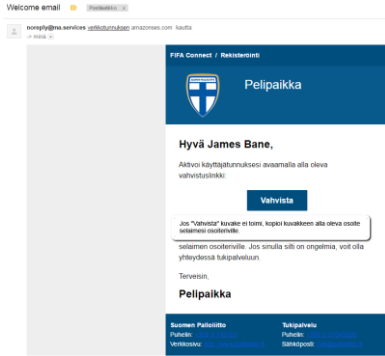 Welcome email
noreply@ma.services verkkotunnuksen amazonses.com kautta
FIFA Connect / Rekisteröinti
Pelipaikka
Hyvä James Bane,
Aktivoi käyttäjätunnuksesi avaamalla alla oleva
vahvistuslinkki:
Vahvista
Jos "Vahvista" kuvake ei toimi, kopioi kuvakkeen alla oleva osoite
selaimesi osoiteriville.
selaimen osoiteriville. Jos sinulla silti on ongelmia, voit olla
yhteydessä tukipalveluun.
Terveisin,
Pelipaikka
Suomen Palloliitto
Tukipalvelu
Puhelin:
Puhelin:
Verkkosivu:
Sähköposti: